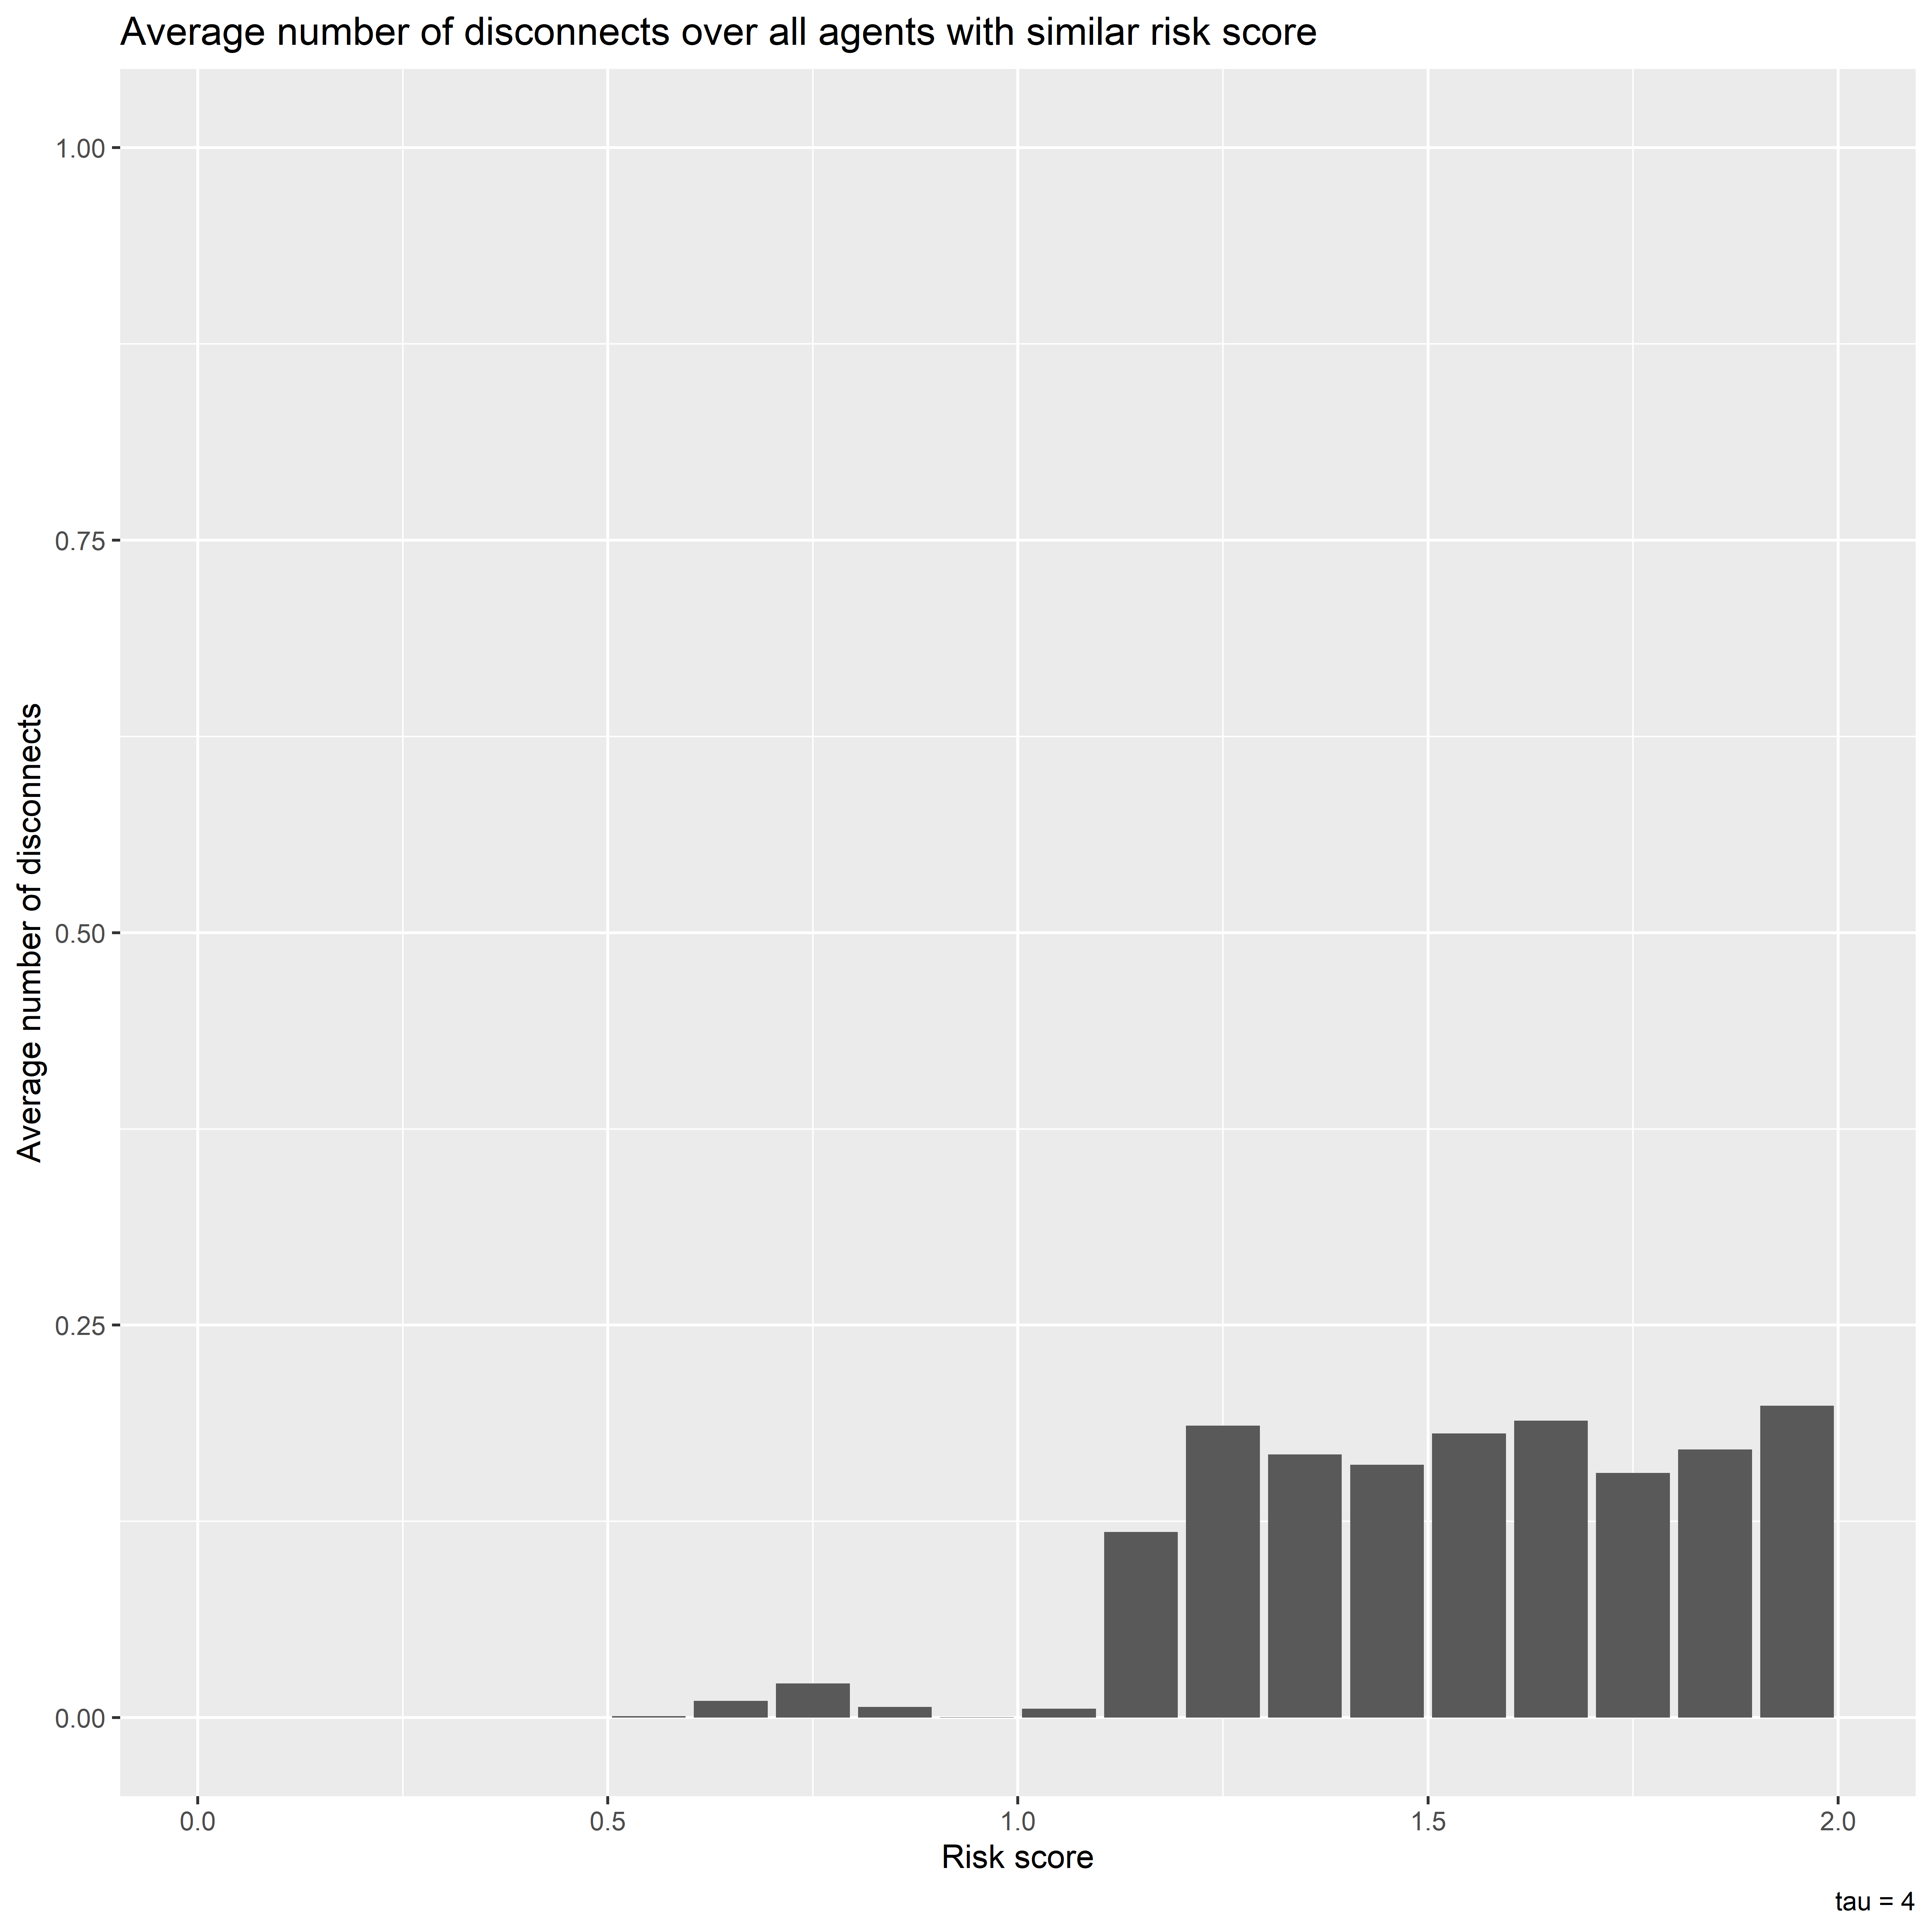 Average number of disconnects over all agents with similar risk score
Average number of disconnects
1.00
0.75
0.50
0.25
0.00
0.0 0.5 1.0 1.5 2.0
Risk score
tau = 4